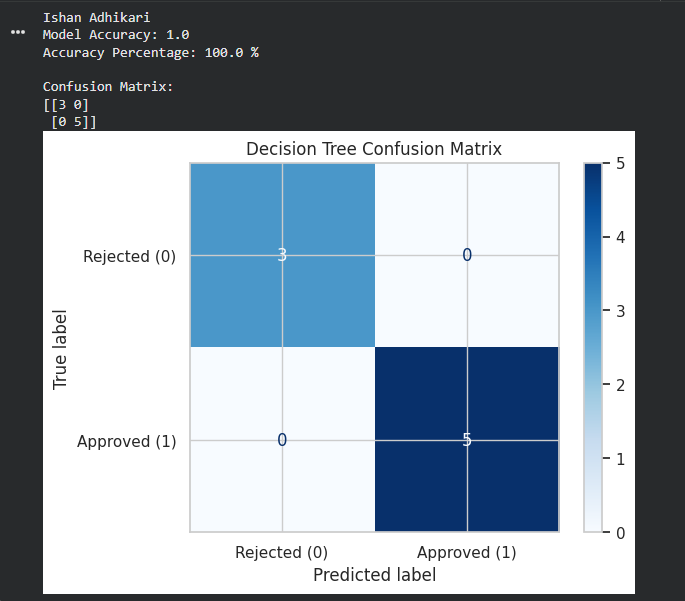 Ishan Adhikari
Model Accuracy: 1.0
Accuracy Percentage: 100.0 %
Confusion Matrix:
[[3 0]
 [0 5]]
Decision Tree Confusion Matrix
5
4
3
2
1
0
True label
Rejected (0)
3
0
Approved (1)
0
5
Rejected (0)
Approved (1)
Predicted label